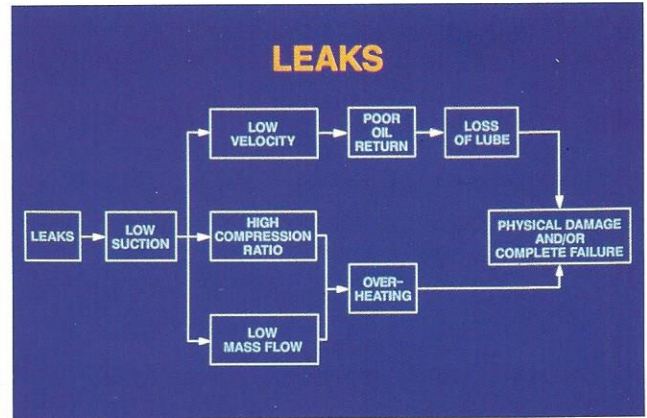 LEAKS
LOW
VELOCITY
POOR
OIL
RETURN
LOSS
OF LUBE
LEAKS
LOW
SUCTION
HIGH
COMPRESSION
RATIO
PHYSICAL DAMAGE
AND/OR
COMPLETE FAILURE
OVER-
HEATING
LOW
MASS FLOW